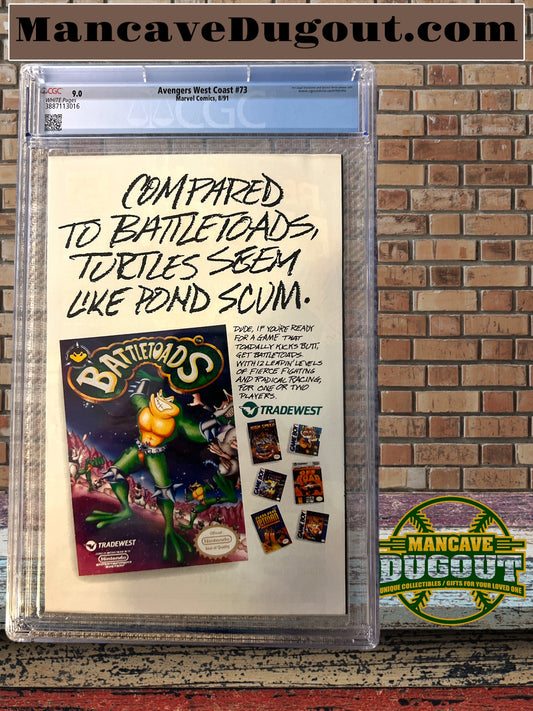 MancaveDugout.com
CGC 9.0
WHITE Pages
3887113016
Avengers West Coast #73
Marvel Comics, 8/91
CGC
COMPARED
TO BATTLETOADS,
TURTLES SEEM
LIKE POND SCUM.
DUDE, IF YOU'RE READY
FOR A GAME THAT
TOADALLY KICKS BUTT,
GET BATTLETOADS.
WITH 12 LEAPIN' LEVELS
OF FIERCE FIGHTING
AND RADICAL RACING,
FOR ONE OR TWO
PLAYERS.
TRADEWEST
BATTLETOADS
TRADEWEST
Nintendo
MANCAVE
DUGOUT
UNIQUE COLLECTIBLES / GIFTS FOR YOUR LOVED ONE